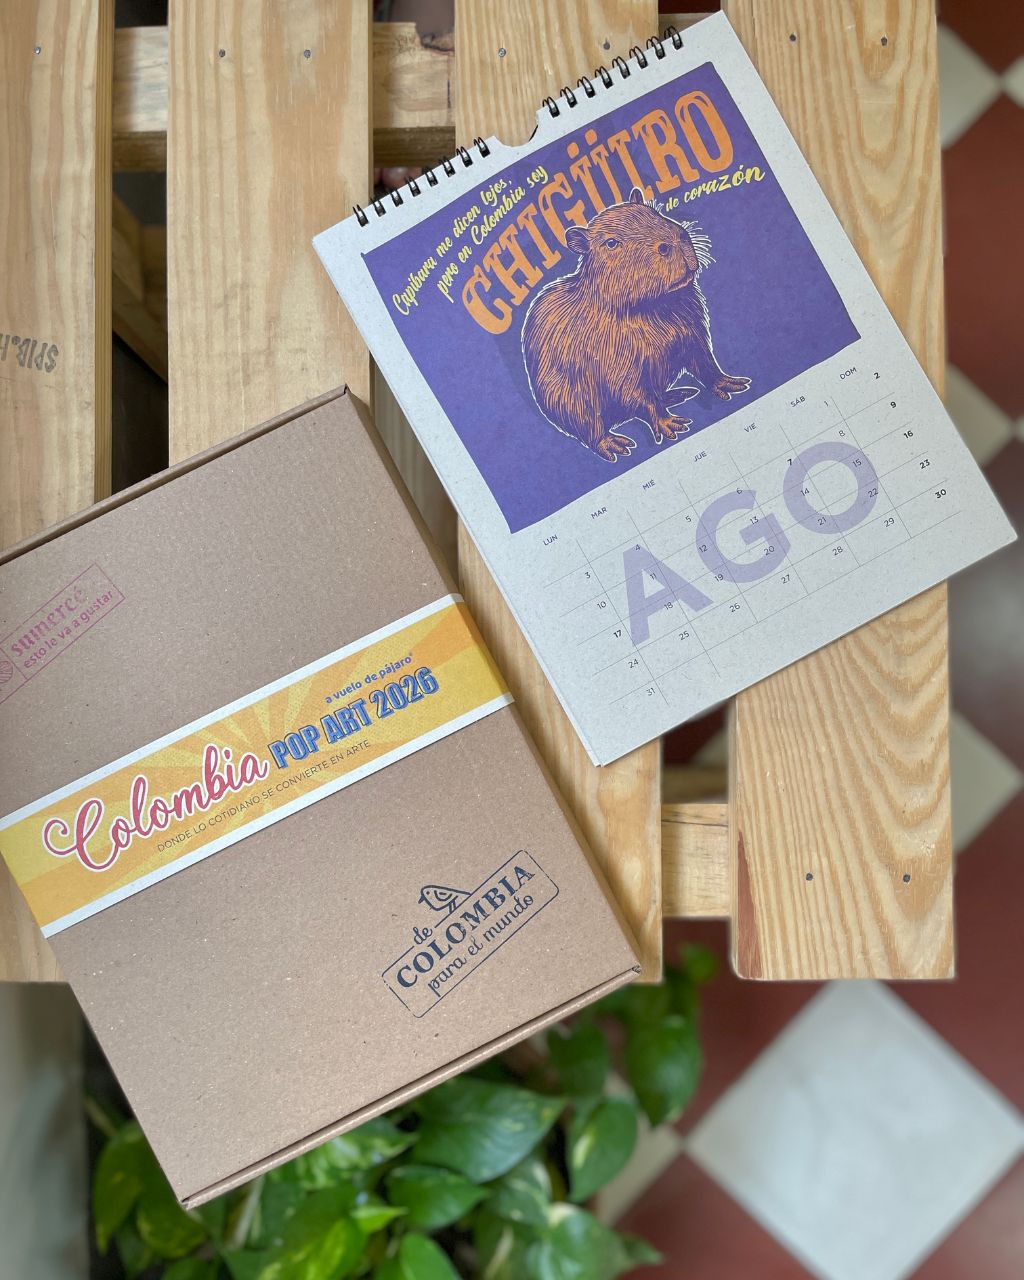 Capibara me dicen lejos,
pero en Colombia soy
CHIGÜIRO
de corazón
LUN MAR MIÉ JUE VIE SÁB DOM
1 2
3 4 5 6 7 8 9
10 11 12 13 14 15 16
17 18 19 20 21 22 23
24 25 26 27 28 29 30
31
AGO
sumercé
esto le va a gustar
a vuelo de pájaro
Colombia POP ART 2026
DONDE LO COTIDIANO SE CONVIERTE EN ARTE
de
COLOMBIA
para el mundo